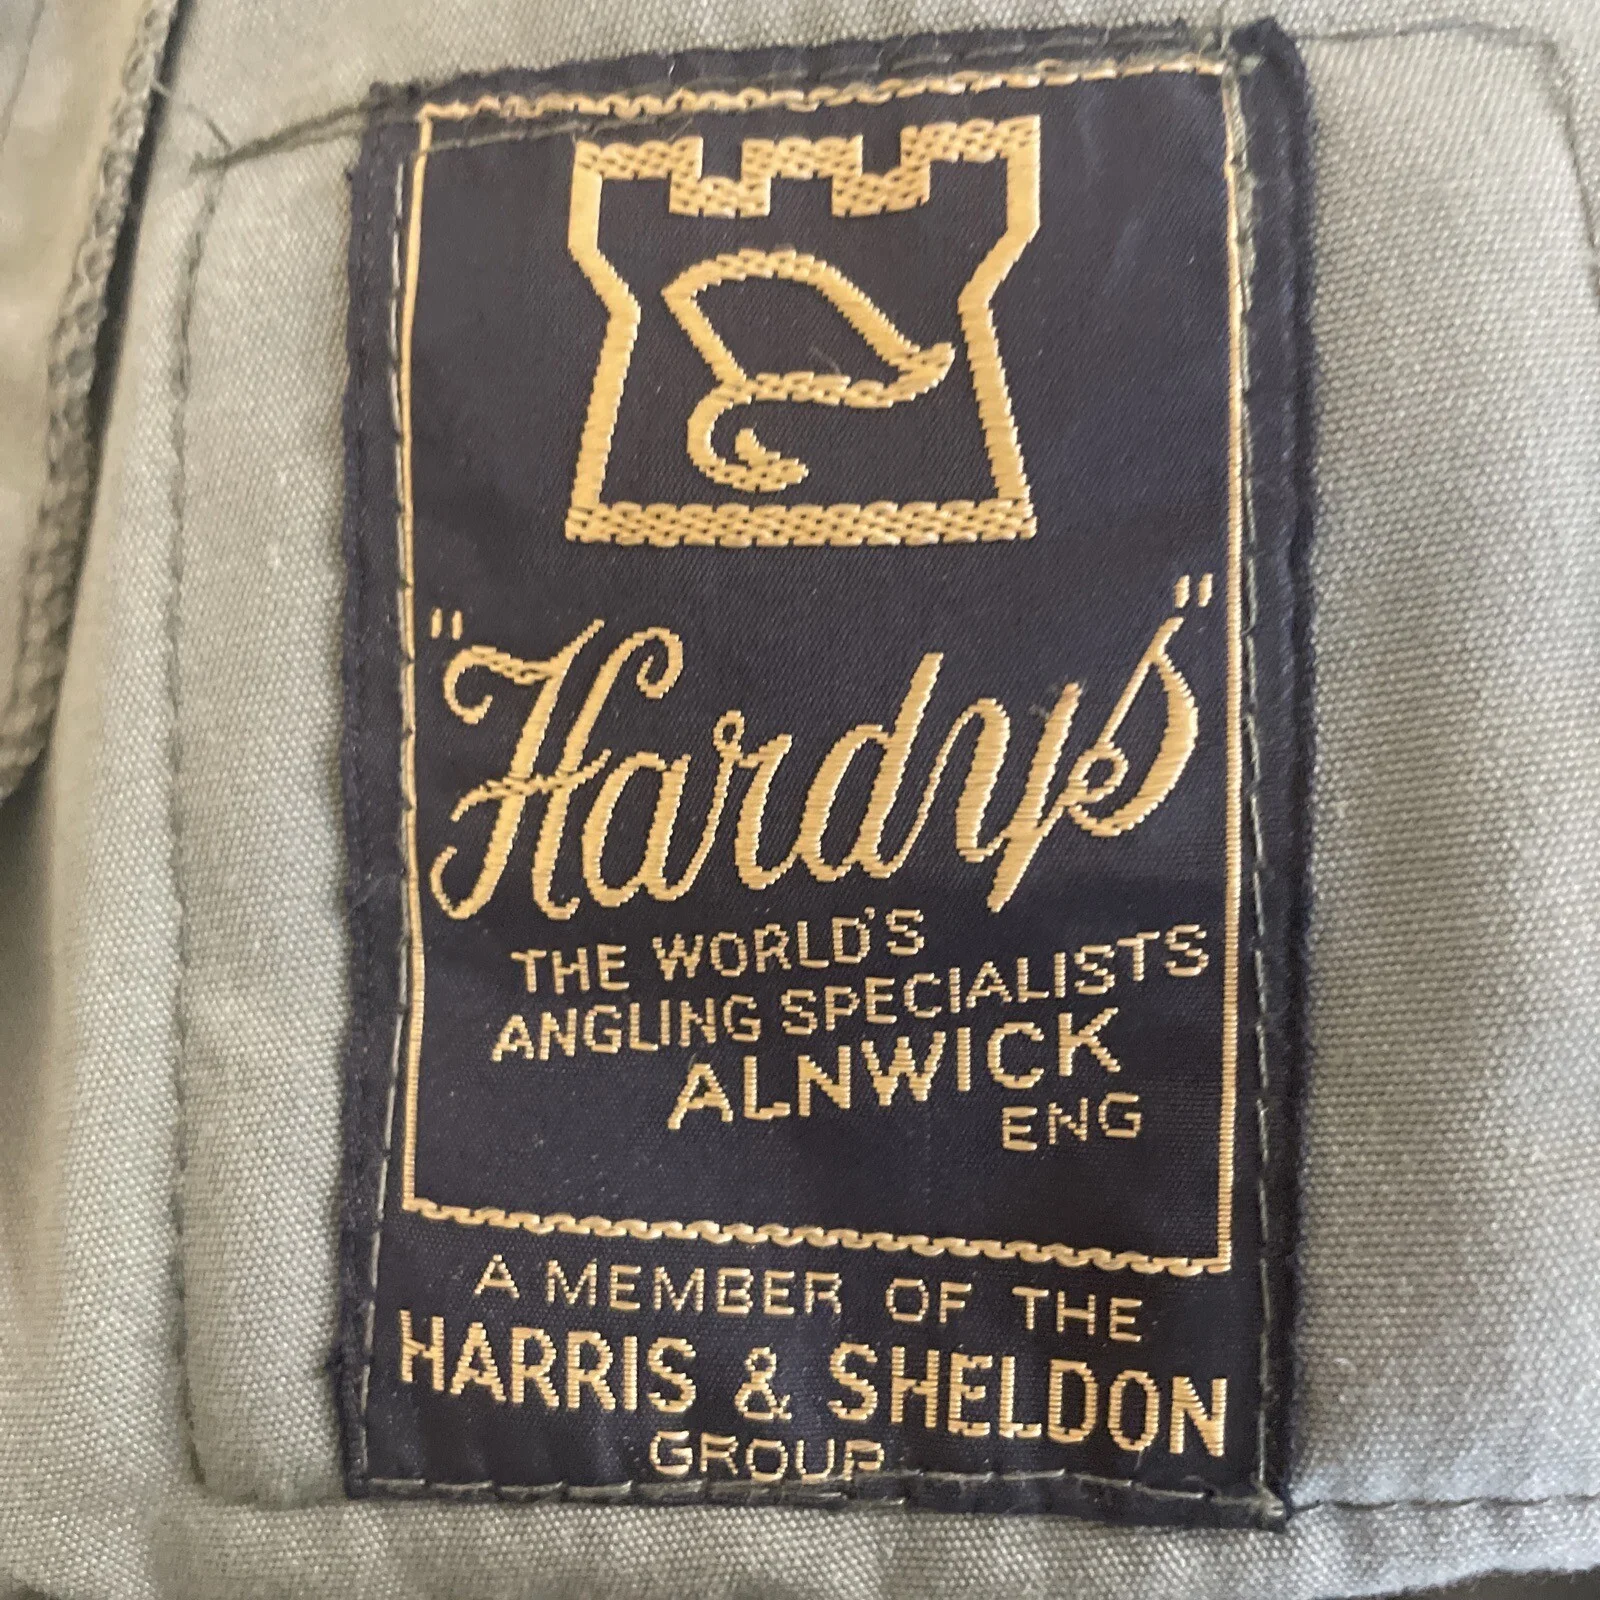 "Hardys"
THE WORLD'S
ANGLING SPECIALISTS
ALNWICK
ENG
A MEMBER OF THE
HARRIS & SHELDON
GROUP